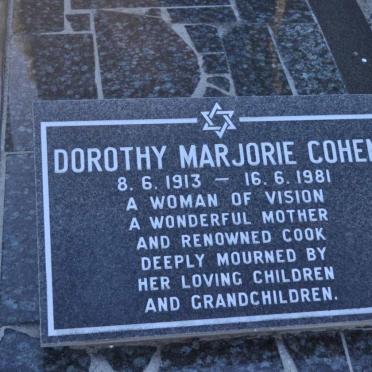 DOROTHY MARJORIE COHEN
8. 6. 1913 — 16. 6. 1981
A WOMAN OF VISION
A WONDERFUL MOTHER
AND RENOWNED COOK
DEEPLY MOURNED BY
HER LOVING CHILDREN
AND GRANDCHILDREN.